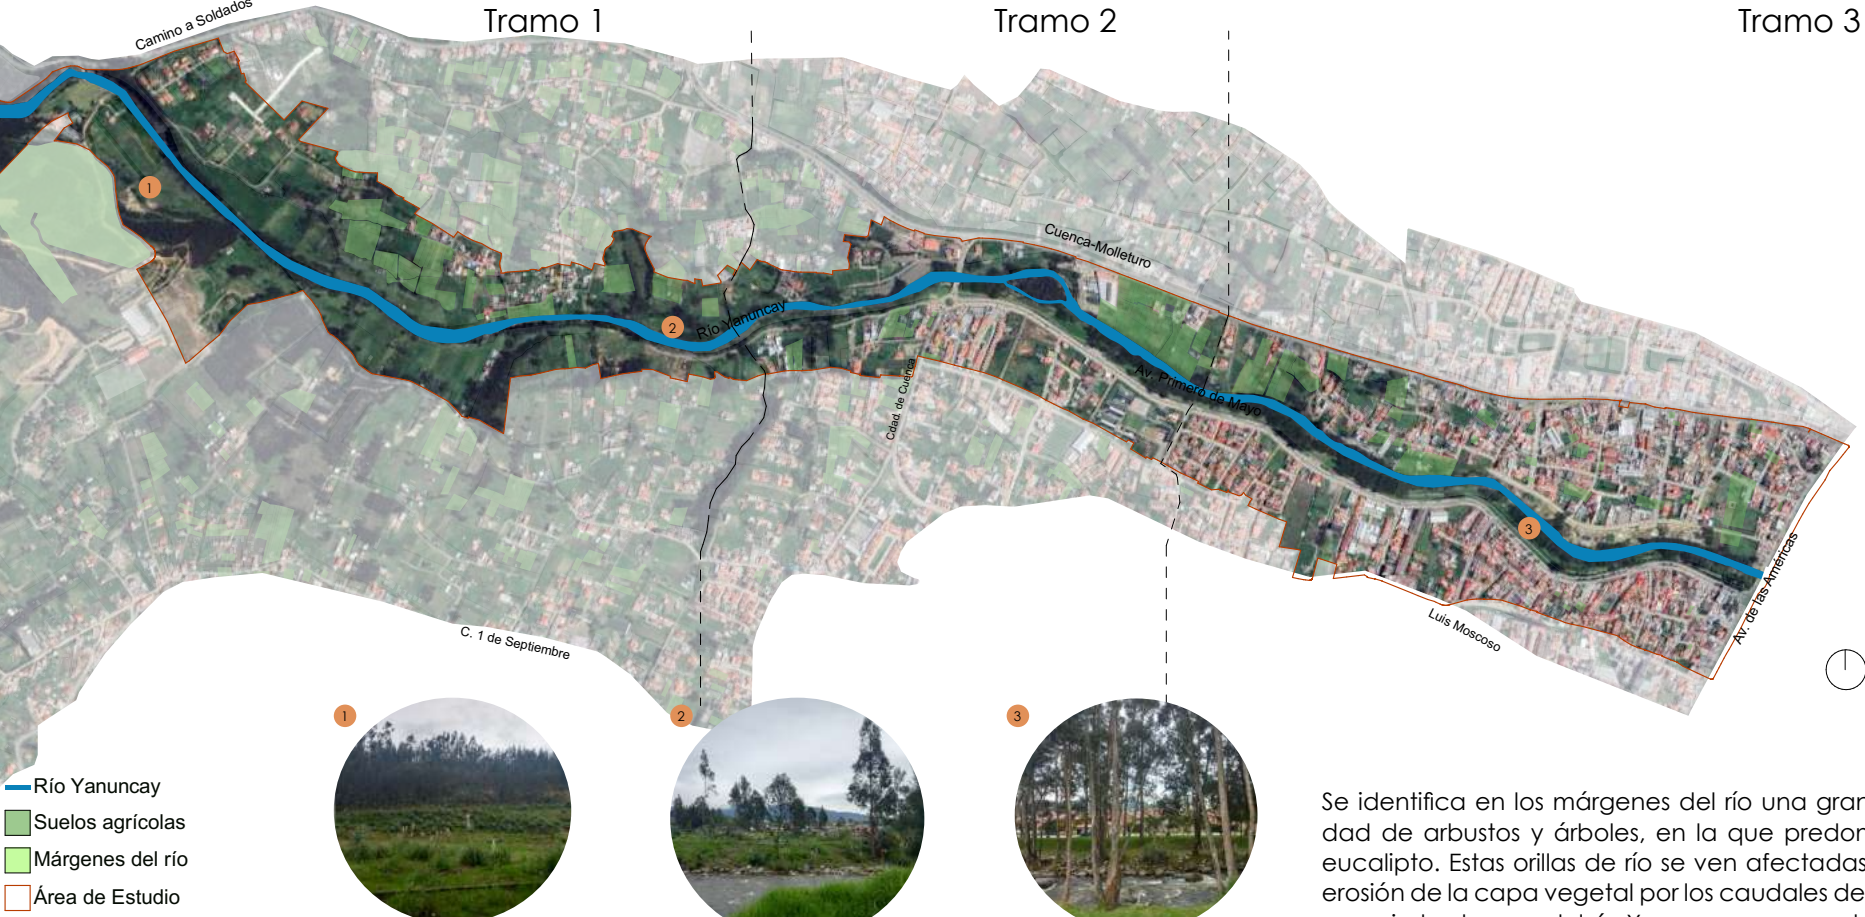 Tramo 1
Tramo 2
Tramo 3
Camino a Soldados
1
Cuenca-Molleturo
2
Río Yanuncay
Cdad. de Cuenca
Av. Primero de Mayo
3
Av. de las Américas
Luis Moscoso
C. 1 de Septiembre
1
2
3
Río Yanuncay
Suelos agrícolas
Márgenes del río
Área de Estudio
Se identifica en los márgenes del río una gran
dad de arbustos y árboles, en la que predon
eucalipto. Estas orillas de río se ven afectadas
erosión de la capa vegetal por los caudales de